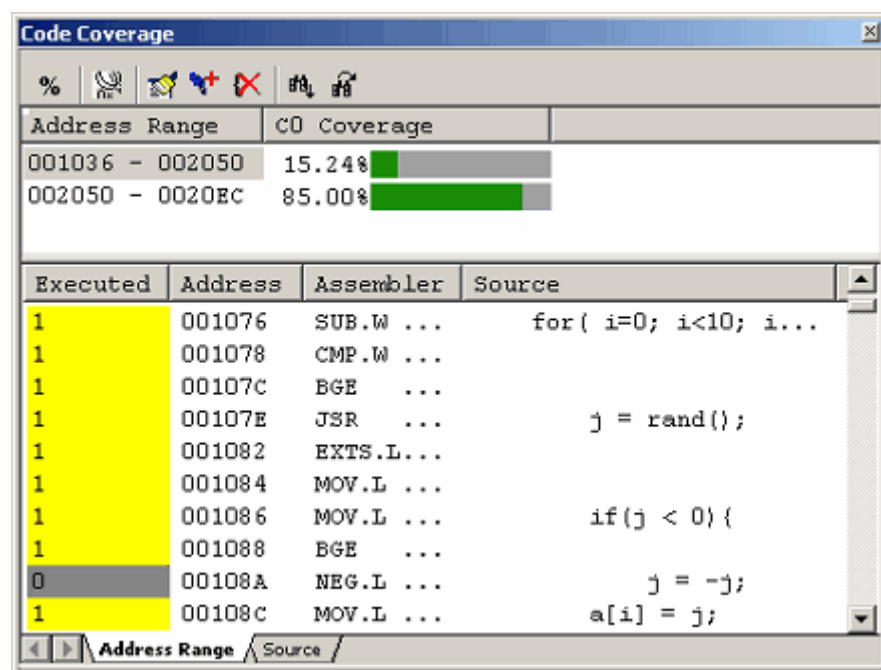 Code Coverage
%
Address Range C0 Coverage
001036 - 002050 15.24%
002050 - 0020EC 85.00%
Executed Address Assembler Source
1 001076 SUB.W ... for( i=0; i<10; i...
1 001078 CMP.W ...
1 00107C BGE ...
1 00107E JSR ... j = rand();
1 001082 EXTS.L...
1 001084 MOV.L ...
1 001086 MOV.L ... if(j < 0){
1 001088 BGE ...
0 00108A NEG.L ... j = -j;
1 00108C MOV.L ... a[i] = j;
Address Range Source